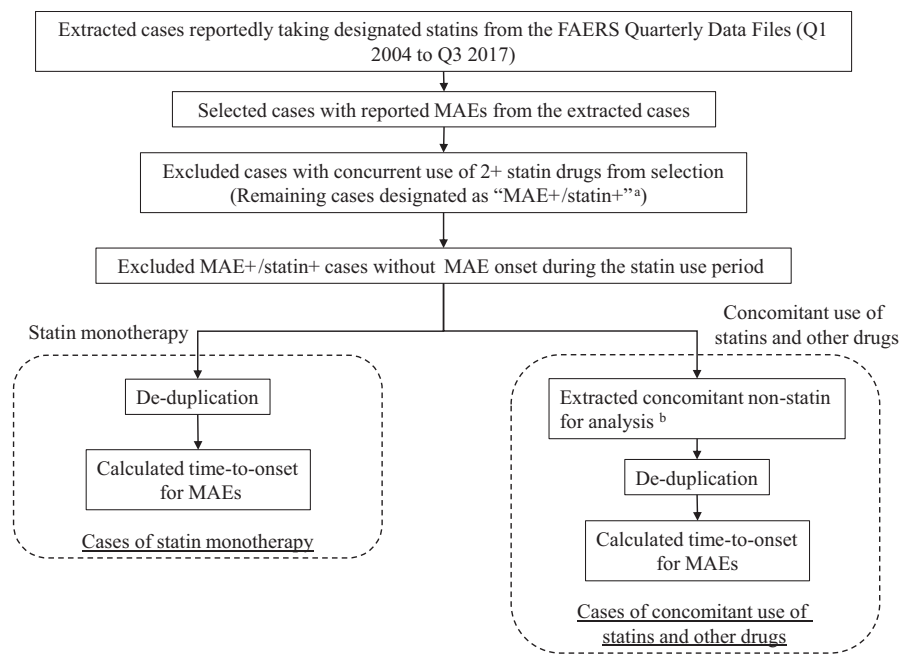 Extracted cases reportedly taking designated statins from the FAERS Quarterly Data Files (Q1
2004 to Q3 2017)
Selected cases with reported MAEs from the extracted cases
Excluded cases with concurrent use of 2+ statin drugs from selection
(Remaining cases designated as “MAE+/statin+”ᵃ)
Excluded MAE+/statin+ cases without MAE onset during the statin use period
Statin monotherapy
De-duplication
Calculated time-to-onset
for MAEs
Cases of statin monotherapy
Concomitant use of
statins and other drugs
Extracted concomitant non-statin
for analysis ᵇ
De-duplication
Calculated time-to-onset
for MAEs
Cases of concomitant use of
statins and other drugs